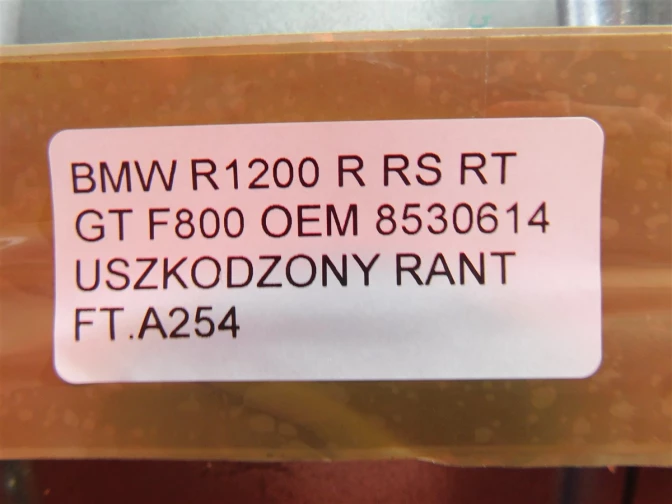 BMW R1200 R RS RT
GT F800 OEM 8530614
USZKODZONY RANT
FT.A254